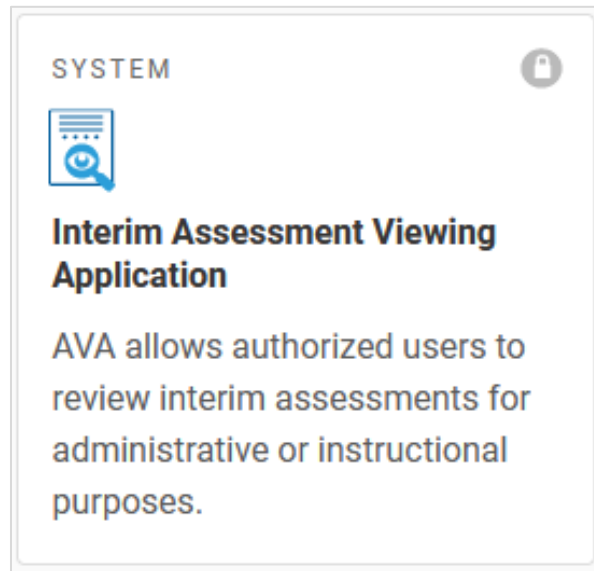 SYSTEM
Interim Assessment Viewing
Application
AVA allows authorized users to
review interim assessments for
administrative or instructional
purposes.